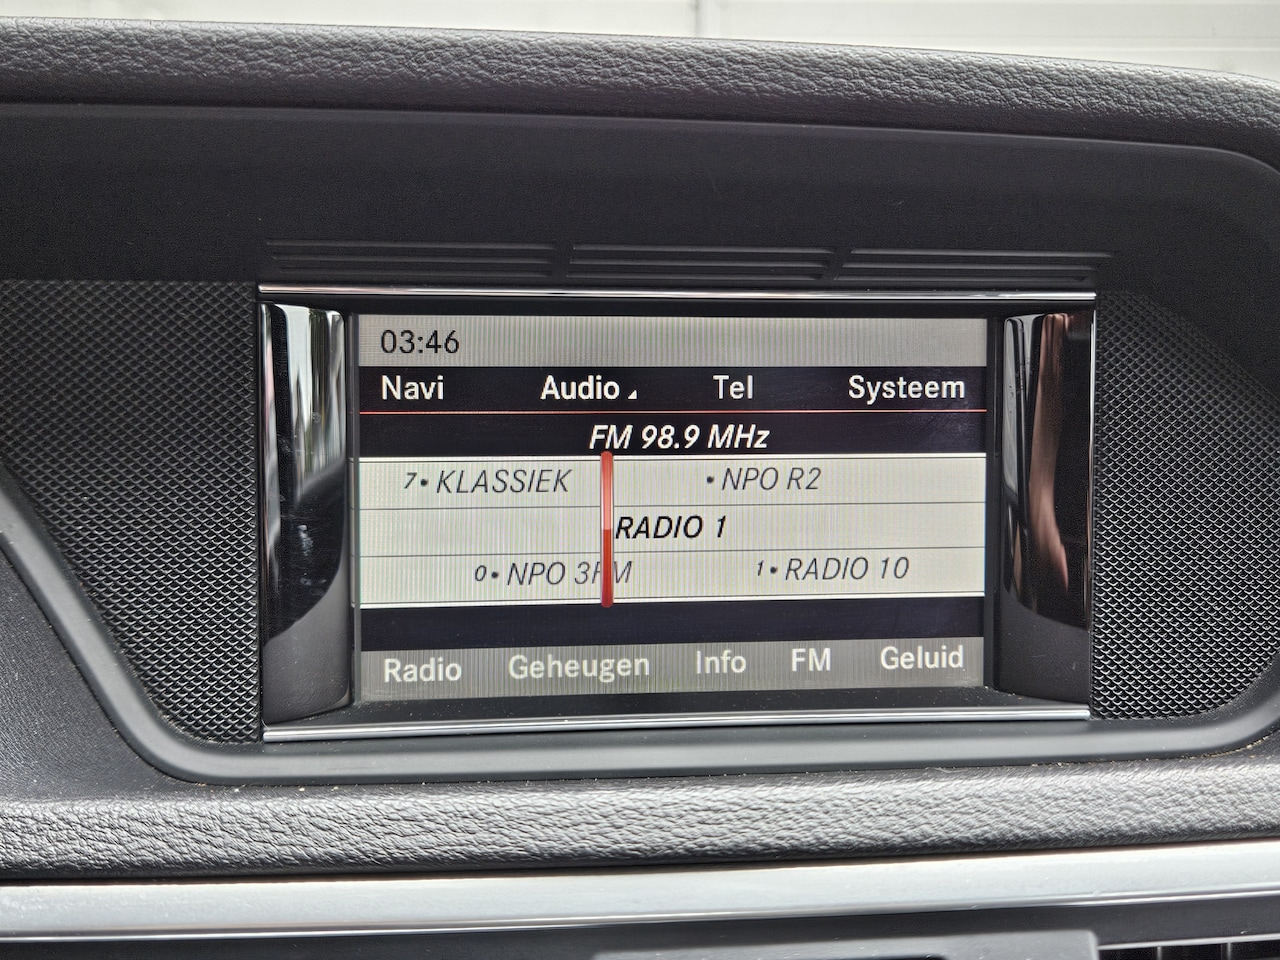 03:46
Navi Audio Tel Systeem
FM 98.9 MHz
7• KLASSIEK •NPO R2
RADIO 1
0• NPO 3FM 1• RADIO 10
Radio Geheugen Info FM Geluid